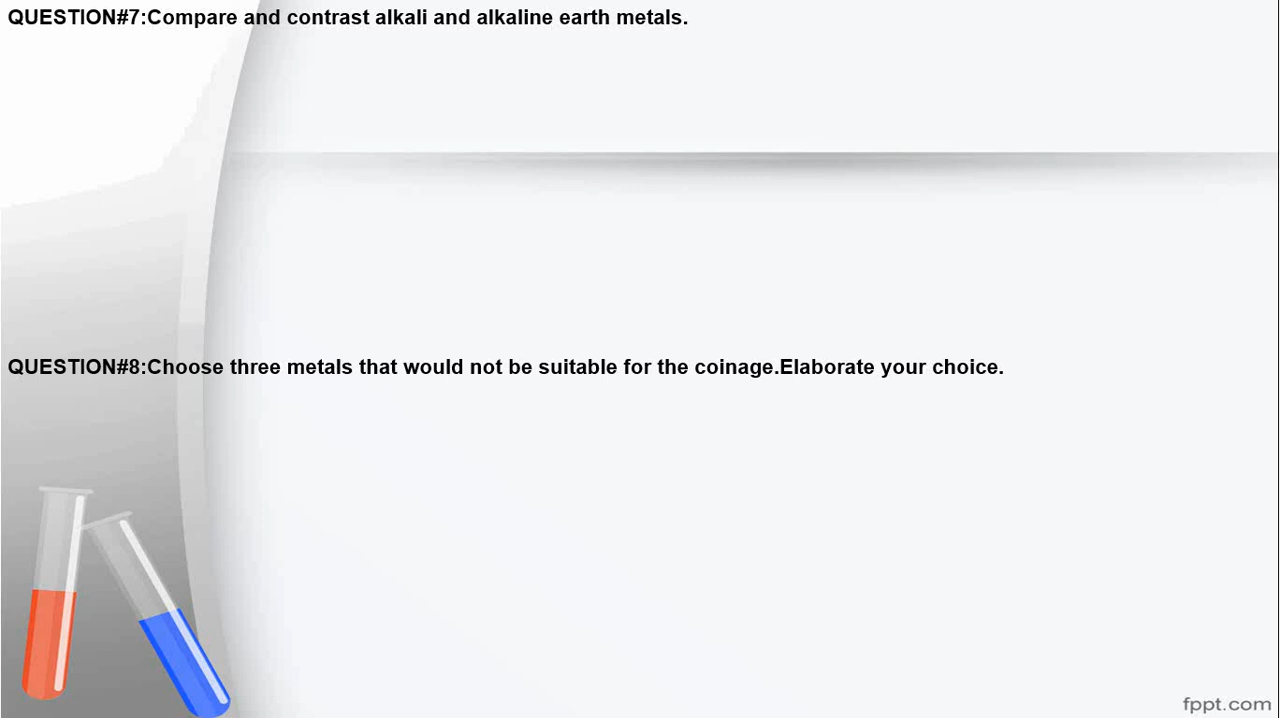 QUESTION#7:Compare and contrast alkali and alkaline earth metals.
QUESTION#8:Choose three metals that would not be suitable for the coinage.Elaborate your choice.
fppt.com